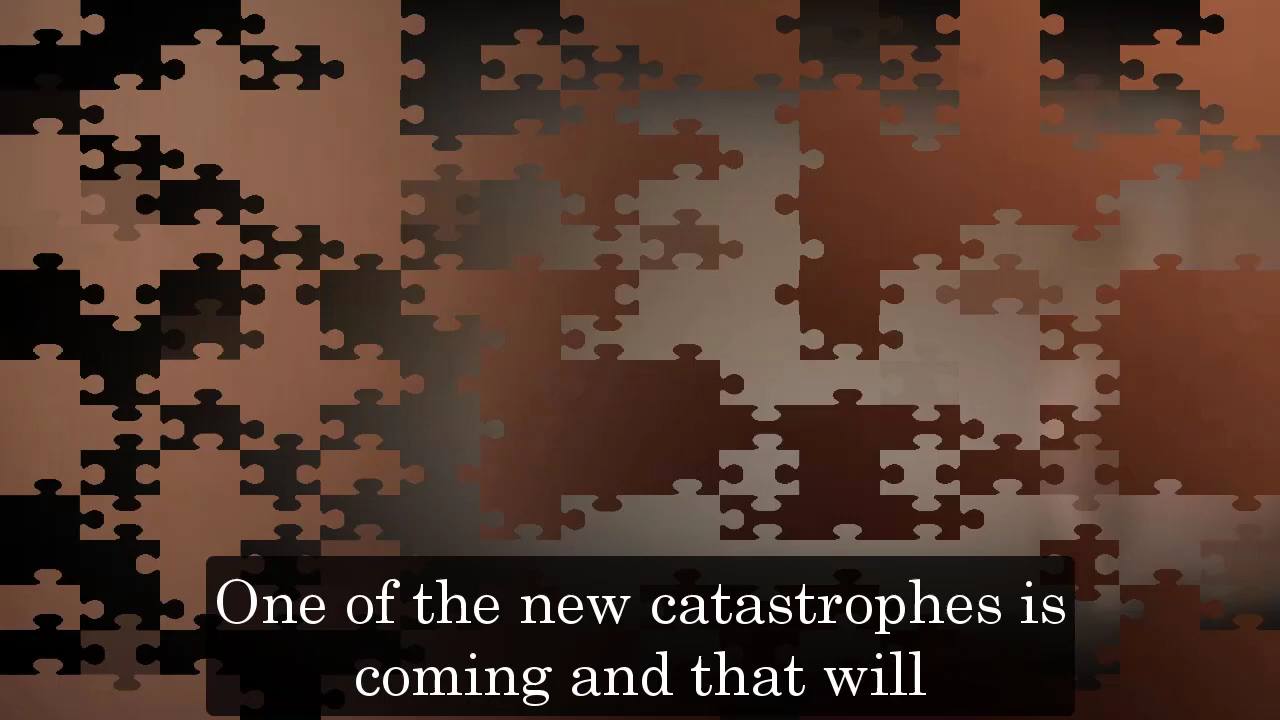 One of the new catastrophes is
coming and that will